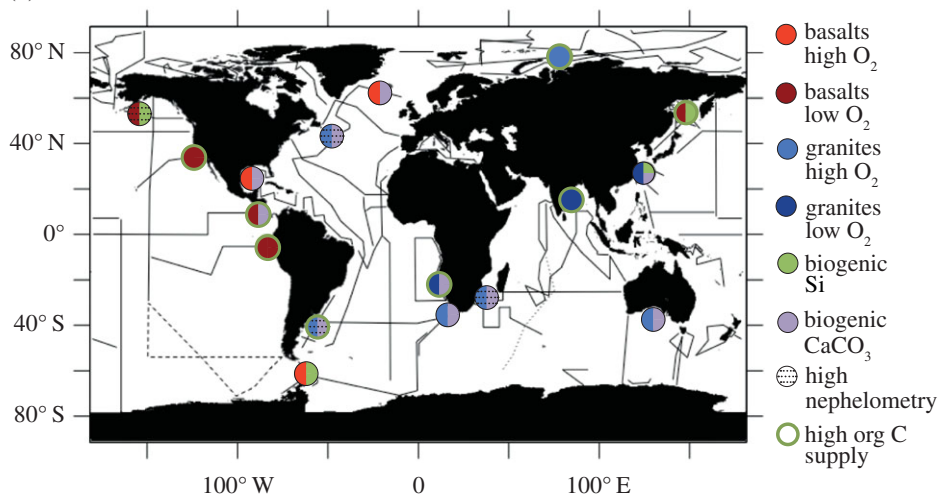 80° N
40° N
0°
40° S
80° S
100° W
0
100° E
basalts
high O₂
basalts
low O₂
granites
high O₂
granites
low O₂
biogenic
Si
biogenic
CaCO₃
high
nephelometry
high org C
supply